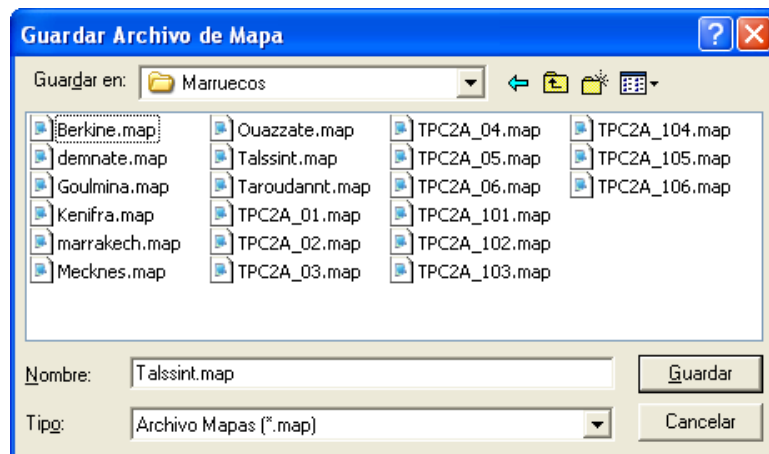 Guardar Archivo de Mapa
Guardar en: Marruecos
Berkine.map Ouazzate.map TPC2A_04.map TPC2A_104.map
demnate.map Talssint.map TPC2A_05.map TPC2A_105.map
Goulmina.map Taroudannt.map TPC2A_06.map TPC2A_106.map
Kenifra.map TPC2A_01.map TPC2A_101.map
marrakech.map TPC2A_02.map TPC2A_102.map
Mecknes.map TPC2A_03.map TPC2A_103.map
Nombre: Talssint.map Guardar
Tipo: Archivo Mapas (*.map) Cancelar